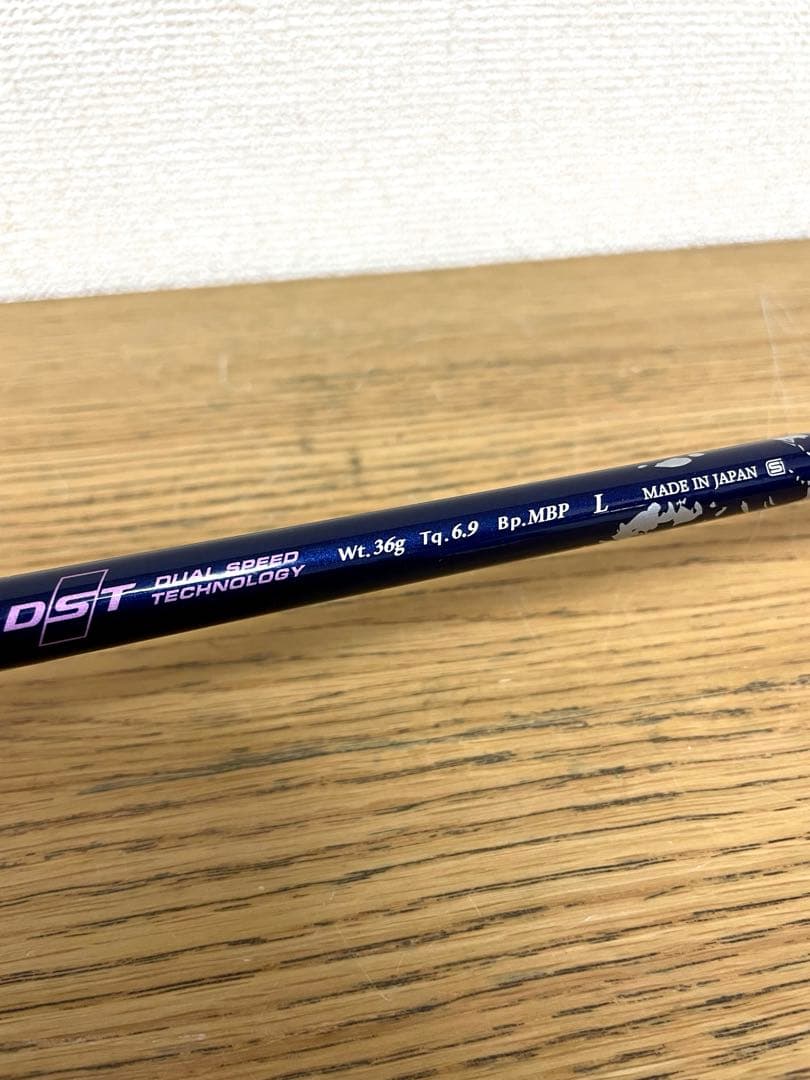 DST DUAL SPEED
TECHNOLOGY
Wt. 36g Tq. 6.9 Bp. MBP L MADE IN JAPAN S